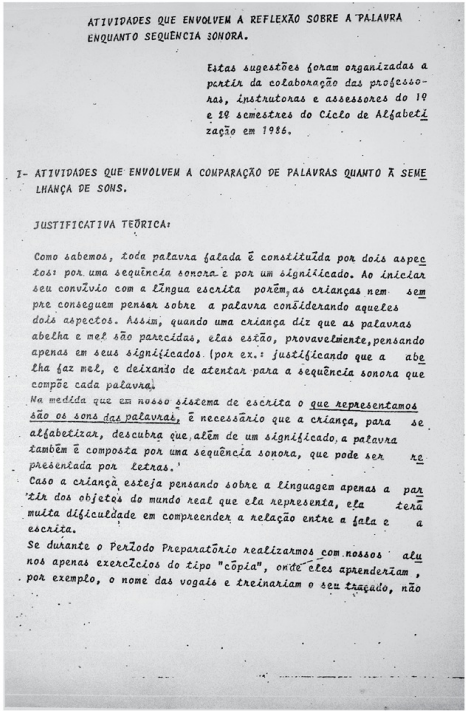 ATIVIDADES QUE ENVOLVEM A REFLEXÃO SOBRE A PALAVRA
ENQUANTO SEQUÊNCIA SONORA.
Estas sugestões foram organizadas a
partir da colaboração das professo-
ras, instrutoras e assessores do 1º
e 2º semestres do Ciclo de Alfabeti
zação em 1986.
I- ATIVIDADES QUE ENVOLVEM A COMPARAÇÃO DE PALAVRAS QUANTO À SEME
LHANÇA DE SONS.
JUSTIFICATIVA TEÓRICA:
Como sabemos, toda palavra falada é constituída por dois aspec
tos: por uma sequência sonora e por um significado. Ao iniciar
seu convívio com a língua escrita porém, as crianças nem sem
pre conseguem pensar sobre a palavra considerando aqueles
dois aspectos. Assim, quando uma criança diz que as palavras
abelha e mel são parecidas, elas estão, provavelmente, pensando
apenas em seus significados (por ex.: justificando que a abe
lha faz mel, e deixando de atentar para a sequência sonora que
compõe cada palavra.
Na medida que em nosso sistema de escrita o que representamos
são os sons das palavras, é necessário que a criança, para se
alfabetizar, descubra que, além de um significado, a palavra
também é composta por uma sequência sonora, que pode ser re
presentada por letras.
Caso a criança esteja pensando sobre a linguagem apenas a par
tir dos objetos do mundo real que ela representa, ela terá
muita dificuldade em compreender a relação entre a fala e a
escrita.
Se durante o Período Preparatório realizarmos com nossos alu
nos apenas exercícios do tipo "cópia", onde eles aprenderiam,
por exemplo, o nome das vogais e treinariam o seu traçado, não